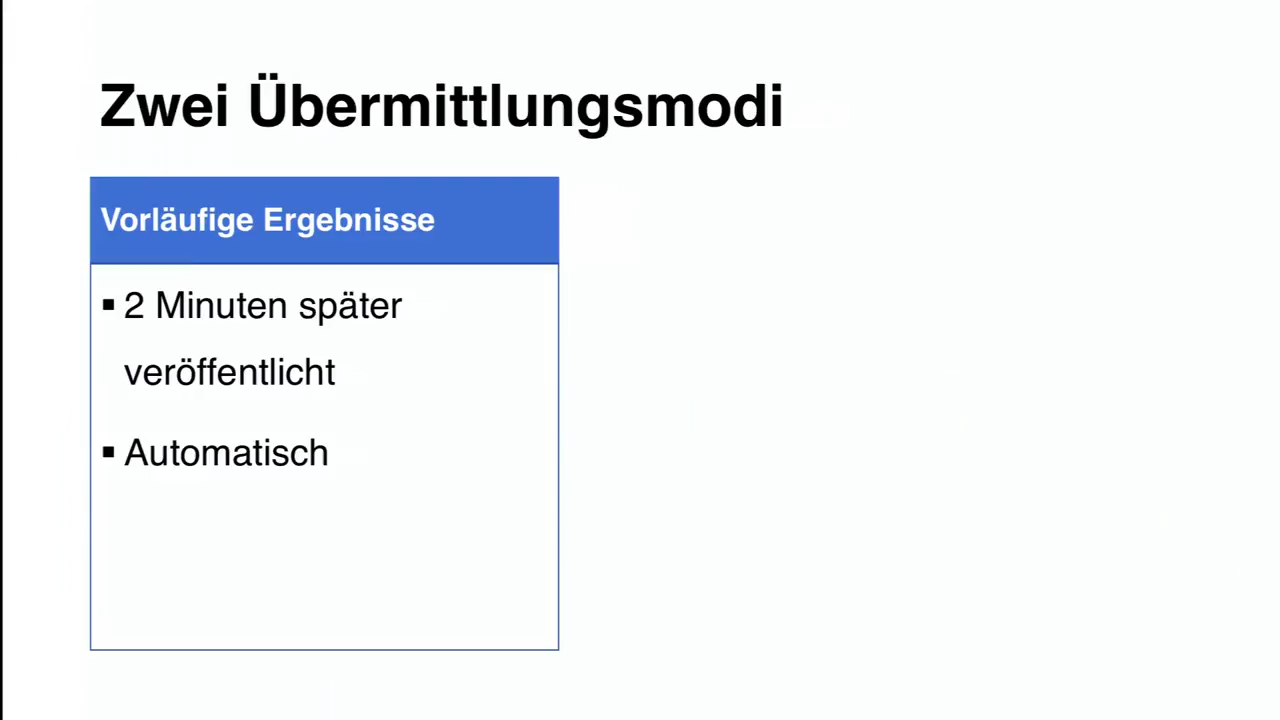 Zwei Übermittlungsmodi
Vorläufige Ergebnisse
▪ 2 Minuten später
veröffentlicht
▪ Automatisch